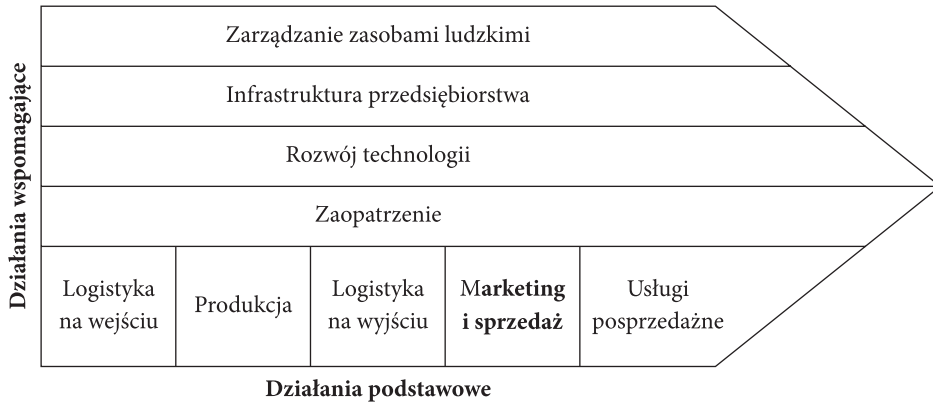 Działania wspomagające
Zarządzanie zasobami ludzkimi
Infrastruktura przedsiębiorstwa
Rozwój technologii
Zaopatrzenie
Logistyka
na wejściu
Produkcja
Logistyka
na wyjściu
Marketing
i sprzedaż
Usługi
posprzedażne
Działania podstawowe